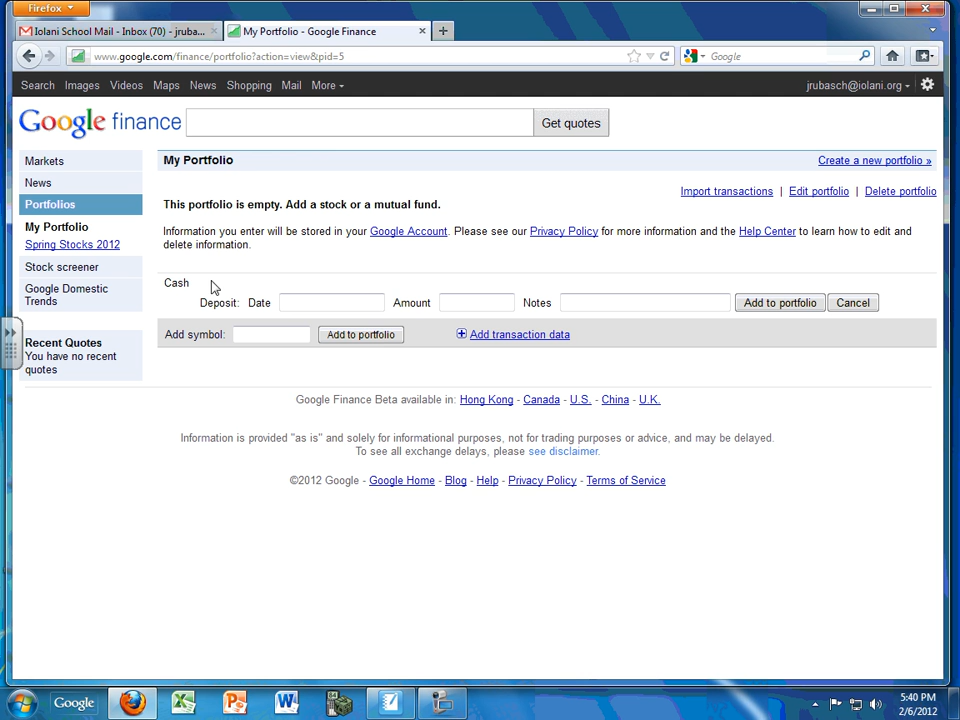 Firefox
Iolani School Mail - Inbox (70) - jruba...
My Portfolio - Google Finance
www.google.com/finance/portfolio?action=view&pid=5
Google
Search Images Videos Maps News Shopping Mail More
jrubasch@iolani.org
Google finance
Get quotes
Markets
News
Portfolios
My Portfolio
Spring Stocks 2012
Stock screener
Google Domestic
Trends
Recent Quotes
You have no recent
quotes
My Portfolio
Create a new portfolio »
Import transactions | Edit portfolio | Delete portfolio
This portfolio is empty. Add a stock or a mutual fund.
Information you enter will be stored in your Google Account. Please see our Privacy Policy for more information and the Help Center to learn how to edit and
delete information.
Cash
Deposit: Date Amount Notes Add to portfolio Cancel
Add symbol: Add to portfolio Add transaction data
Google Finance Beta available in: Hong Kong - Canada - U.S. - China - U.K.
Information is provided "as is" and solely for informational purposes, not for trading purposes or advice, and may be delayed.
To see all exchange delays, please see disclaimer.
©2012 Google - Google Home - Blog - Help - Privacy Policy - Terms of Service
Google
5:40 PM
2/6/2012